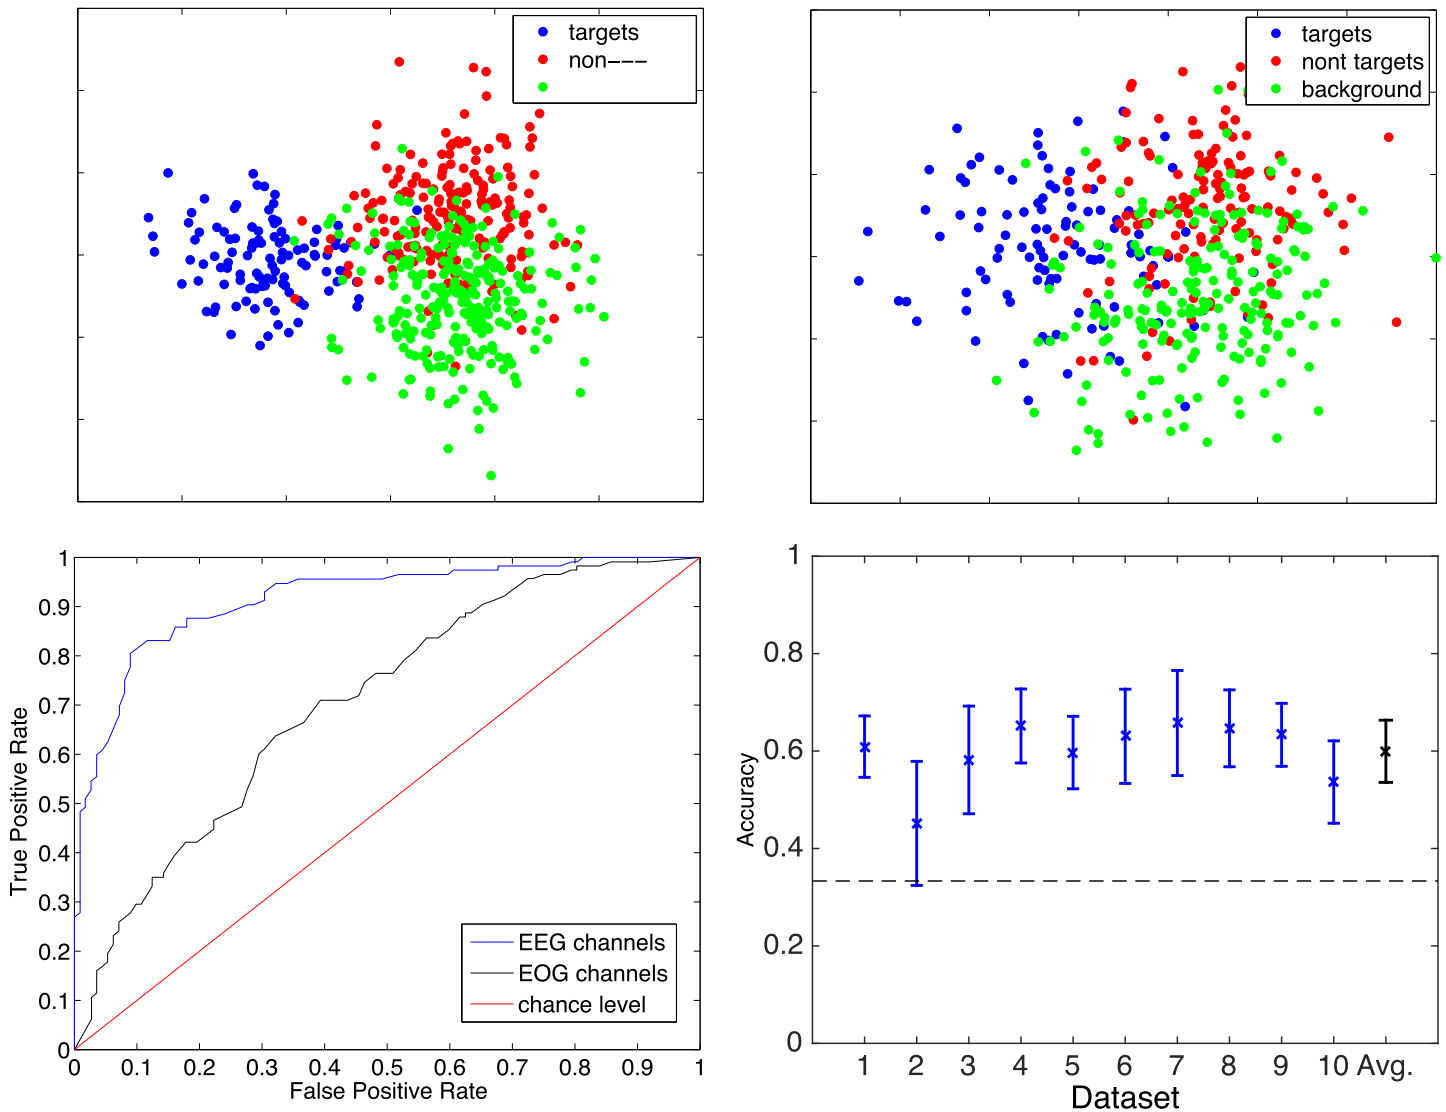 targets
non---
targets
nont targets
background
1
0.9
0.8
0.7
0.6
0.5
0.4
0.3
0.2
0.1
0
True Positive Rate
EEG channels
EOG channels
chance level
0 0.1 0.2 0.3 0.4 0.5 0.6 0.7 0.8 0.9 1
False Positive Rate
1
0.8
0.6
0.4
0.2
0
Accuracy
1 2 3 4 5 6 7 8 9 10 Avg.
Dataset